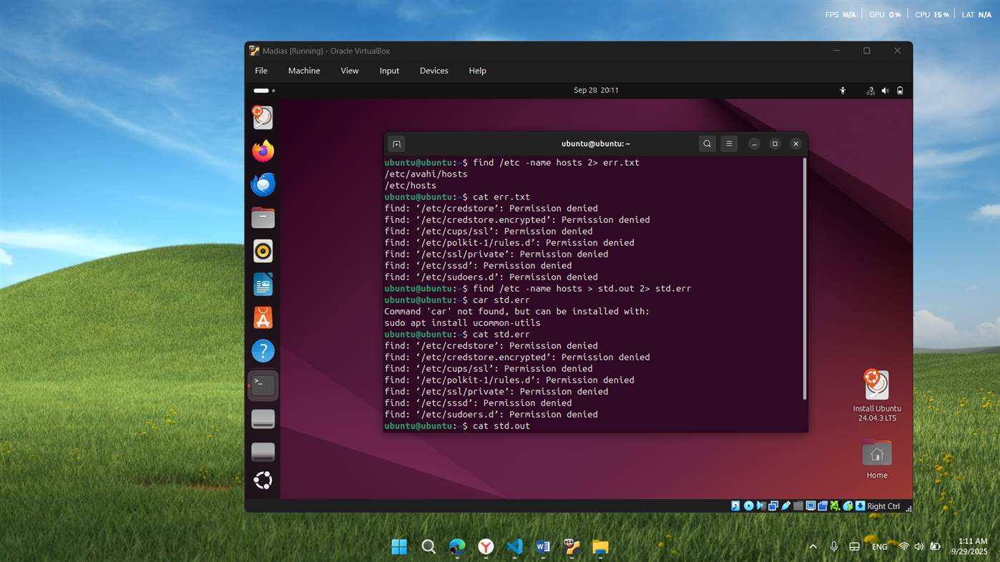 FPS N/A GPU 0% CPU 15% LAT N/A
Madias [Running] - Oracle VirtualBox
File Machine View Input Devices Help
Sep 28 20:11
ubuntu@ubuntu: ~
ubuntu@ubuntu:~$ find /etc -name hosts 2> err.txt
/etc/avahi/hosts
/etc/hosts
ubuntu@ubuntu:~$ cat err.txt
find: ‘/etc/credstore’: Permission denied
find: ‘/etc/credstore.encrypted’: Permission denied
find: ‘/etc/cups/ssl’: Permission denied
find: ‘/etc/polkit-1/rules.d’: Permission denied
find: ‘/etc/ssl/private’: Permission denied
find: ‘/etc/sssd’: Permission denied
find: ‘/etc/sudoers.d’: Permission denied
ubuntu@ubuntu:~$ find /etc -name hosts > std.out 2> std.err
ubuntu@ubuntu:~$ car std.err
Command 'car' not found, but can be installed with:
sudo apt install ucommon-utils
ubuntu@ubuntu:~$ cat std.err
find: ‘/etc/credstore’: Permission denied
find: ‘/etc/credstore.encrypted’: Permission denied
find: ‘/etc/cups/ssl’: Permission denied
find: ‘/etc/polkit-1/rules.d’: Permission denied
find: ‘/etc/ssl/private’: Permission denied
find: ‘/etc/sssd’: Permission denied
find: ‘/etc/sudoers.d’: Permission denied
ubuntu@ubuntu:~$ cat std.out
Install Ubuntu
24.04.3 LTS
Home
Right Ctrl
ENG
1:11 AM
9/29/2025